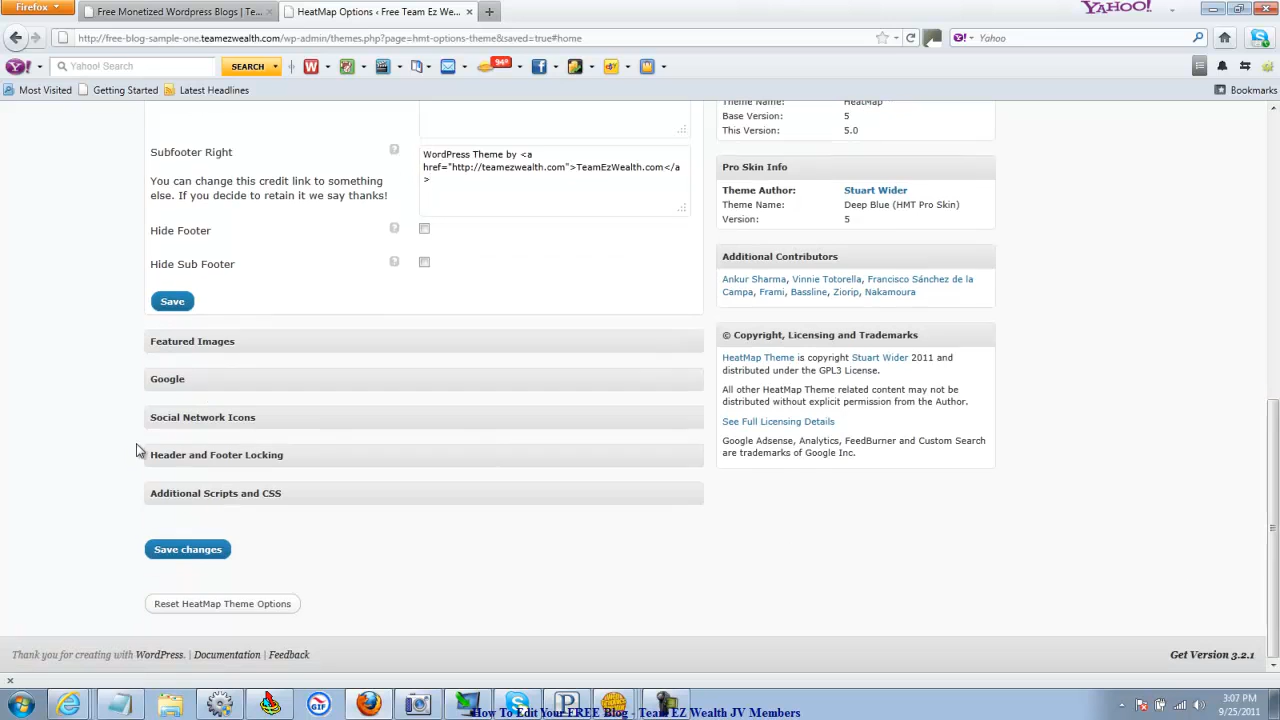 Firefox
Free Monetized Wordpress Blogs | Te...
HeatMap Options ‹ Free Team Ez We...
YAHOO!
http://free-blog-sample-one.teamezwealth.com/wp-admin/themes.php?page=hmt-options-theme&saved=true#home
Yahoo
Yahoo! Search
SEARCH
Most Visited
Getting Started
Latest Headlines
Bookmarks
Theme Name: HeatMap
Base Version: 5
This Version: 5.0
Subfooter Right
You can change this credit link to something
else. If you decide to retain it we say thanks!
WordPress Theme by <a
href="http://teamezwealth.com">TeamEzWealth.com</a
>
Hide Footer
Hide Sub Footer
Save
Pro Skin Info
Theme Author: Stuart Wider
Theme Name: Deep Blue (HMT Pro Skin)
Version: 5
Additional Contributors
Ankur Sharma, Vinnie Totorella, Francisco Sánchez de la
Campa, Frami, Bassline, Ziorip, Nakamoura
© Copyright, Licensing and Trademarks
HeatMap Theme is copyright Stuart Wider 2011 and
distributed under the GPL3 License.
All other HeatMap Theme related content may not be
distributed without explicit permission from the Author.
See Full Licensing Details
Google Adsense, Analytics, FeedBurner and Custom Search
are trademarks of Google Inc.
Featured Images
Google
Social Network Icons
Header and Footer Locking
Additional Scripts and CSS
Save changes
Reset HeatMap Theme Options
Thank you for creating with WordPress. | Documentation | Feedback
Get Version 3.2.1
GIF
3:07 PM
9/25/2011
How To Edit Your FREE Blog - Team EZ Wealth JV Members